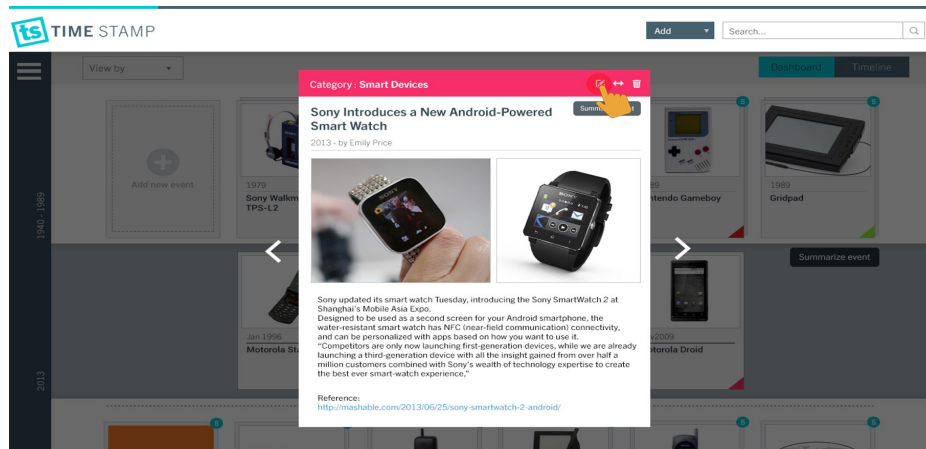 ts TIME STAMP
Add
Search...
View by
Dashboard
Timeline
Category : Smart Devices
Sony Introduces a New Android-Powered
Smart Watch
2013 - by Emily Price
Add new event
1979
Sony Walkm
TPS-L2
89
ntendo Gameboy
S
1989
Gridpad
S
1940 - 1989
SONY
SONY
Sony updated its smart watch Tuesday, introducing the Sony SmartWatch 2 at
Shanghai's Mobile Asia Expo.
Designed to be used as a second screen for your Android smartphone, the
water-resistant smart watch has NFC (near-field communication) connectivity,
and can be personalized with apps based on how you want to use it.
“Competitors are only now launching first-generation devices, while we are already
launching a third-generation device with all the insight gained from over half a
million customers combined with Sony's wealth of technology expertise to create
the best ever smart-watch experience,”
Reference:
http://mashable.com/2013/06/25/sony-smartwatch-2-android/
Summarize event
Jan 1996
Motorola Sta
v2009
otorola Droid
2013
S
S
S